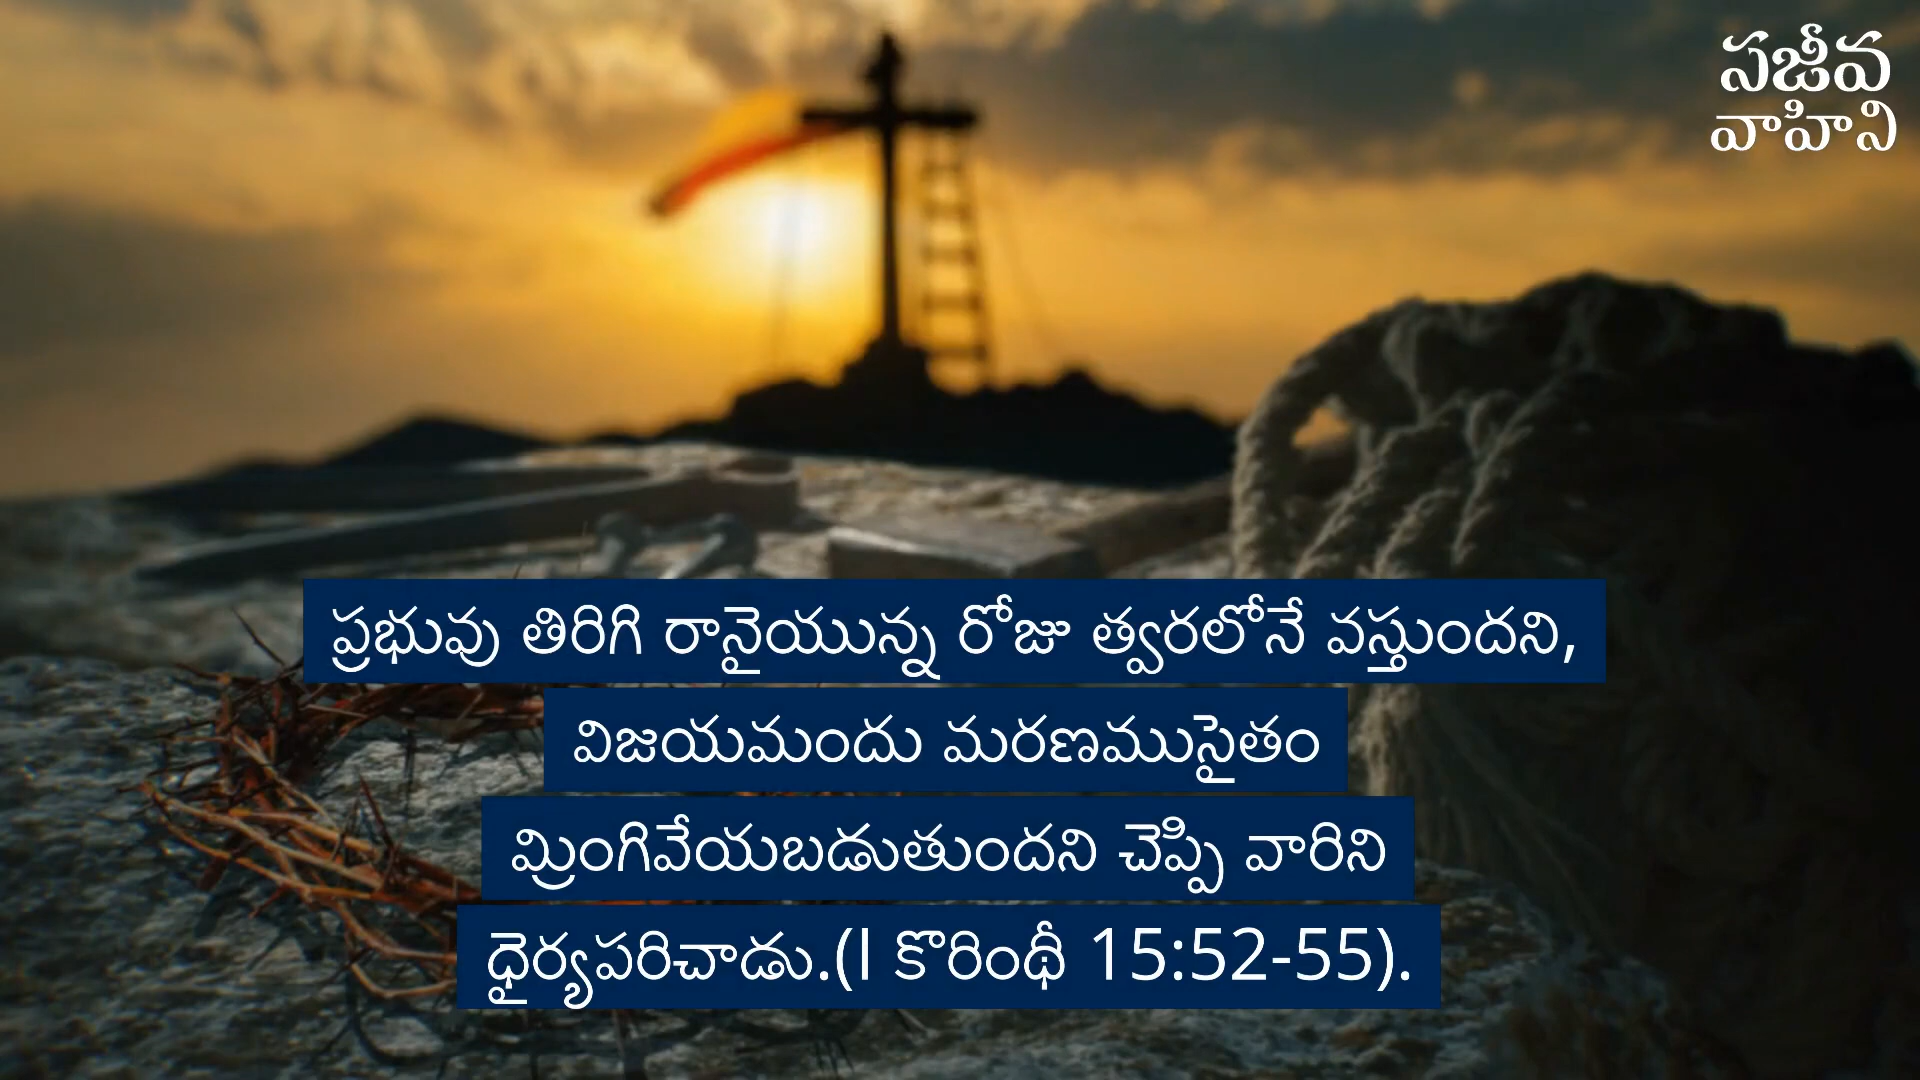 సజీవ
వాహిని
ప్రభువు తిరిగి రానైయున్న రోజు త్వరలోనే వస్తుందని,
విజయమందు మరణముసైతం
మ్రింగివేయబడుతుందని చెప్పి వారిని
ధైర్యపరిచాడు.(I కొరింథీ 15:52-55).